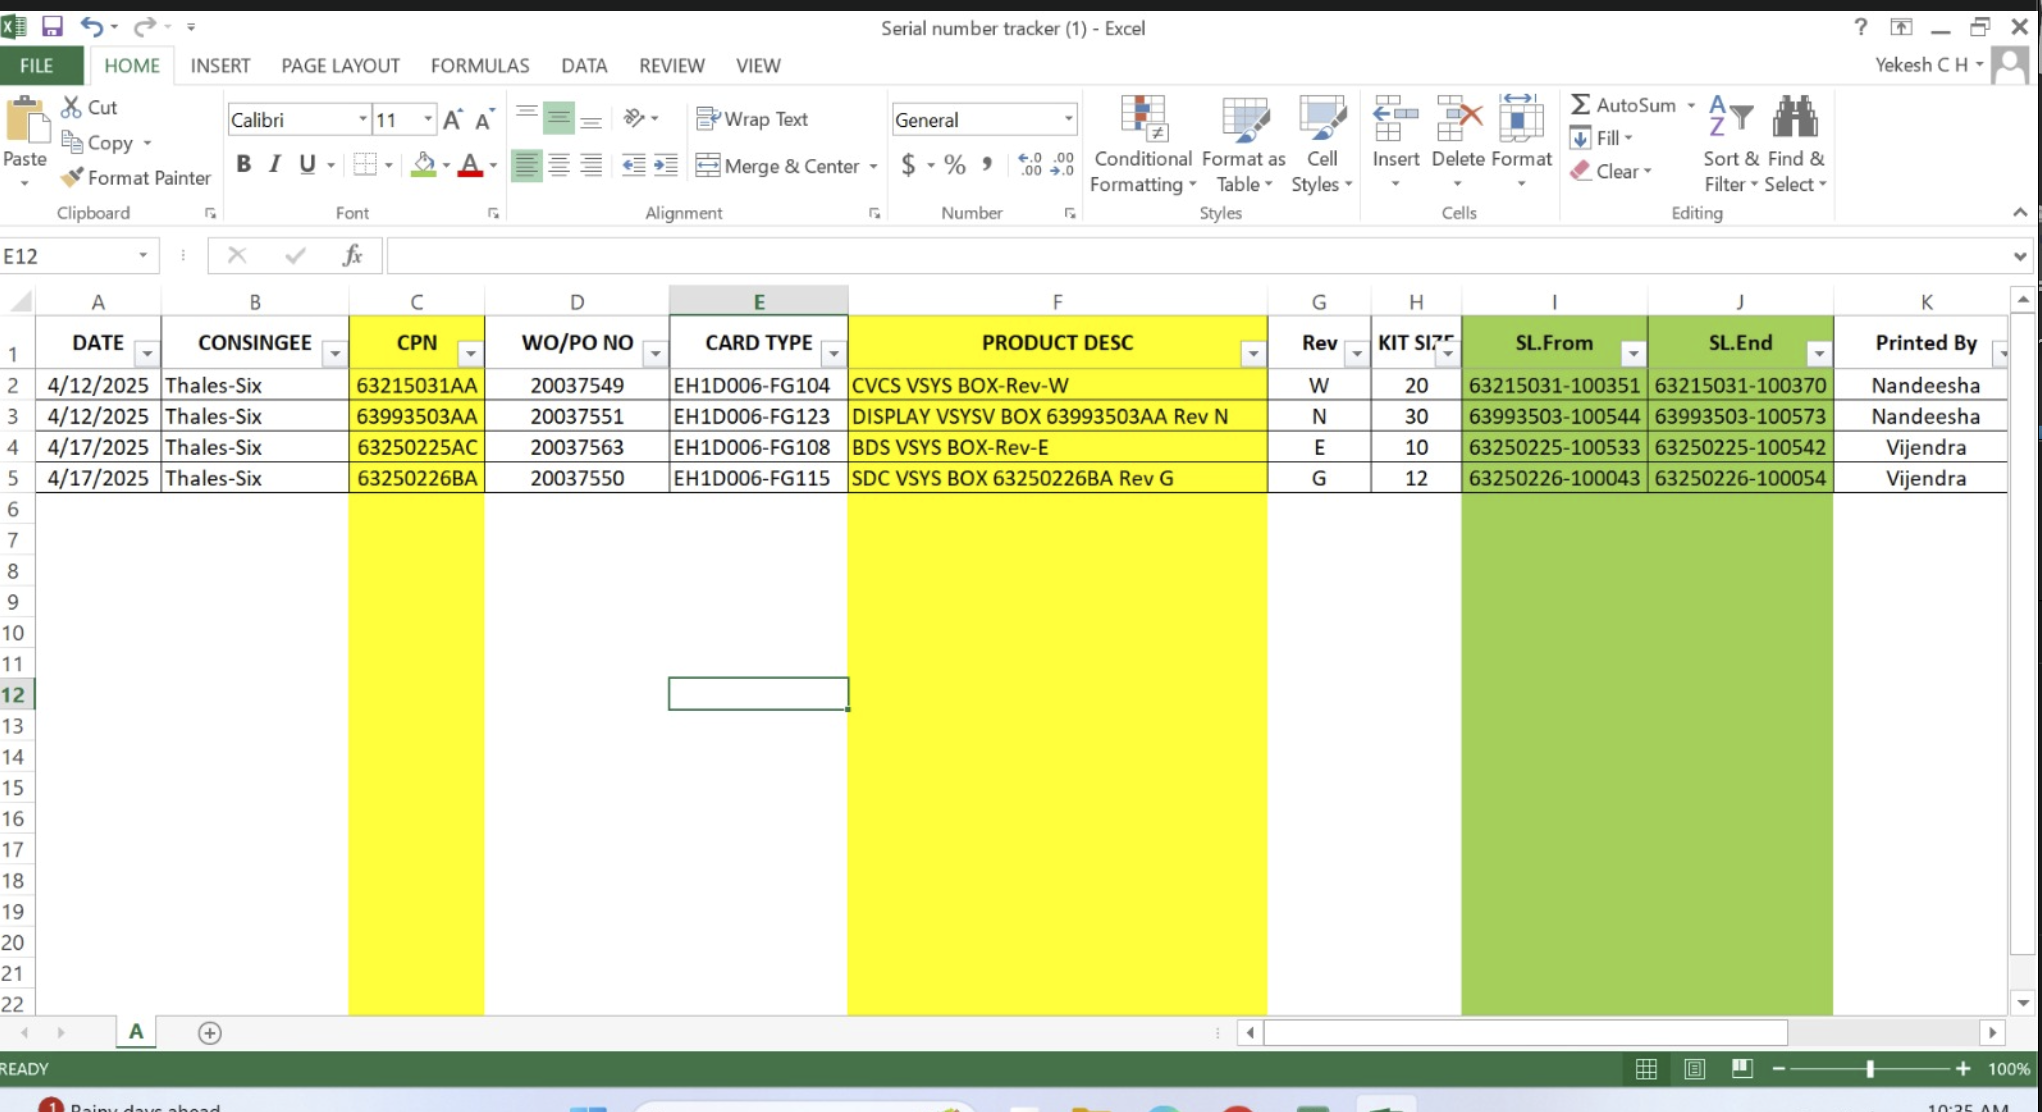 Serial number tracker (1) - Excel
?
FILE HOME INSERT PAGE LAYOUT FORMULAS DATA REVIEW VIEW
Yekesh C H
Paste
Cut
Copy
Format Painter
Clipboard
Calibri 11
B I U
Font
Wrap Text
Merge & Center
Alignment
General
$ % ,
Number
Conditional Formatting
Format as Table
Cell Styles
Styles
Insert Delete Format
Cells
AutoSum
Fill
Clear
Sort & Filter
Find & Select
Editing
E12
fx
A B C D E F G H I J K
1 DATE CONSINGEE CPN WO/PO NO CARD TYPE PRODUCT DESC Rev KIT SIZE SL.From SL.End Printed By
2 4/12/2025 Thales-Six 63215031AA 20037549 EH1D006-FG104 CVCS VSYS BOX-Rev-W W 20 63215031-100351 63215031-100370 Nandeesha
3 4/12/2025 Thales-Six 63993503AA 20037551 EH1D006-FG123 DISPLAY VSYSV BOX 63993503AA Rev N N 30 63993503-100544 63993503-100573 Nandeesha
4 4/17/2025 Thales-Six 63250225AC 20037563 EH1D006-FG108 BDS VSYS BOX-Rev-E E 10 63250225-100533 63250225-100542 Vijendra
5 4/17/2025 Thales-Six 63250226BA 20037550 EH1D006-FG115 SDC VSYS BOX 63250226BA Rev G G 12 63250226-100043 63250226-100054 Vijendra
6
7
8
9
10
11
12
13
14
15
16
17
18
19
20
21
22
A
READY
100%
1 Rainy days ahead
10:35 AM